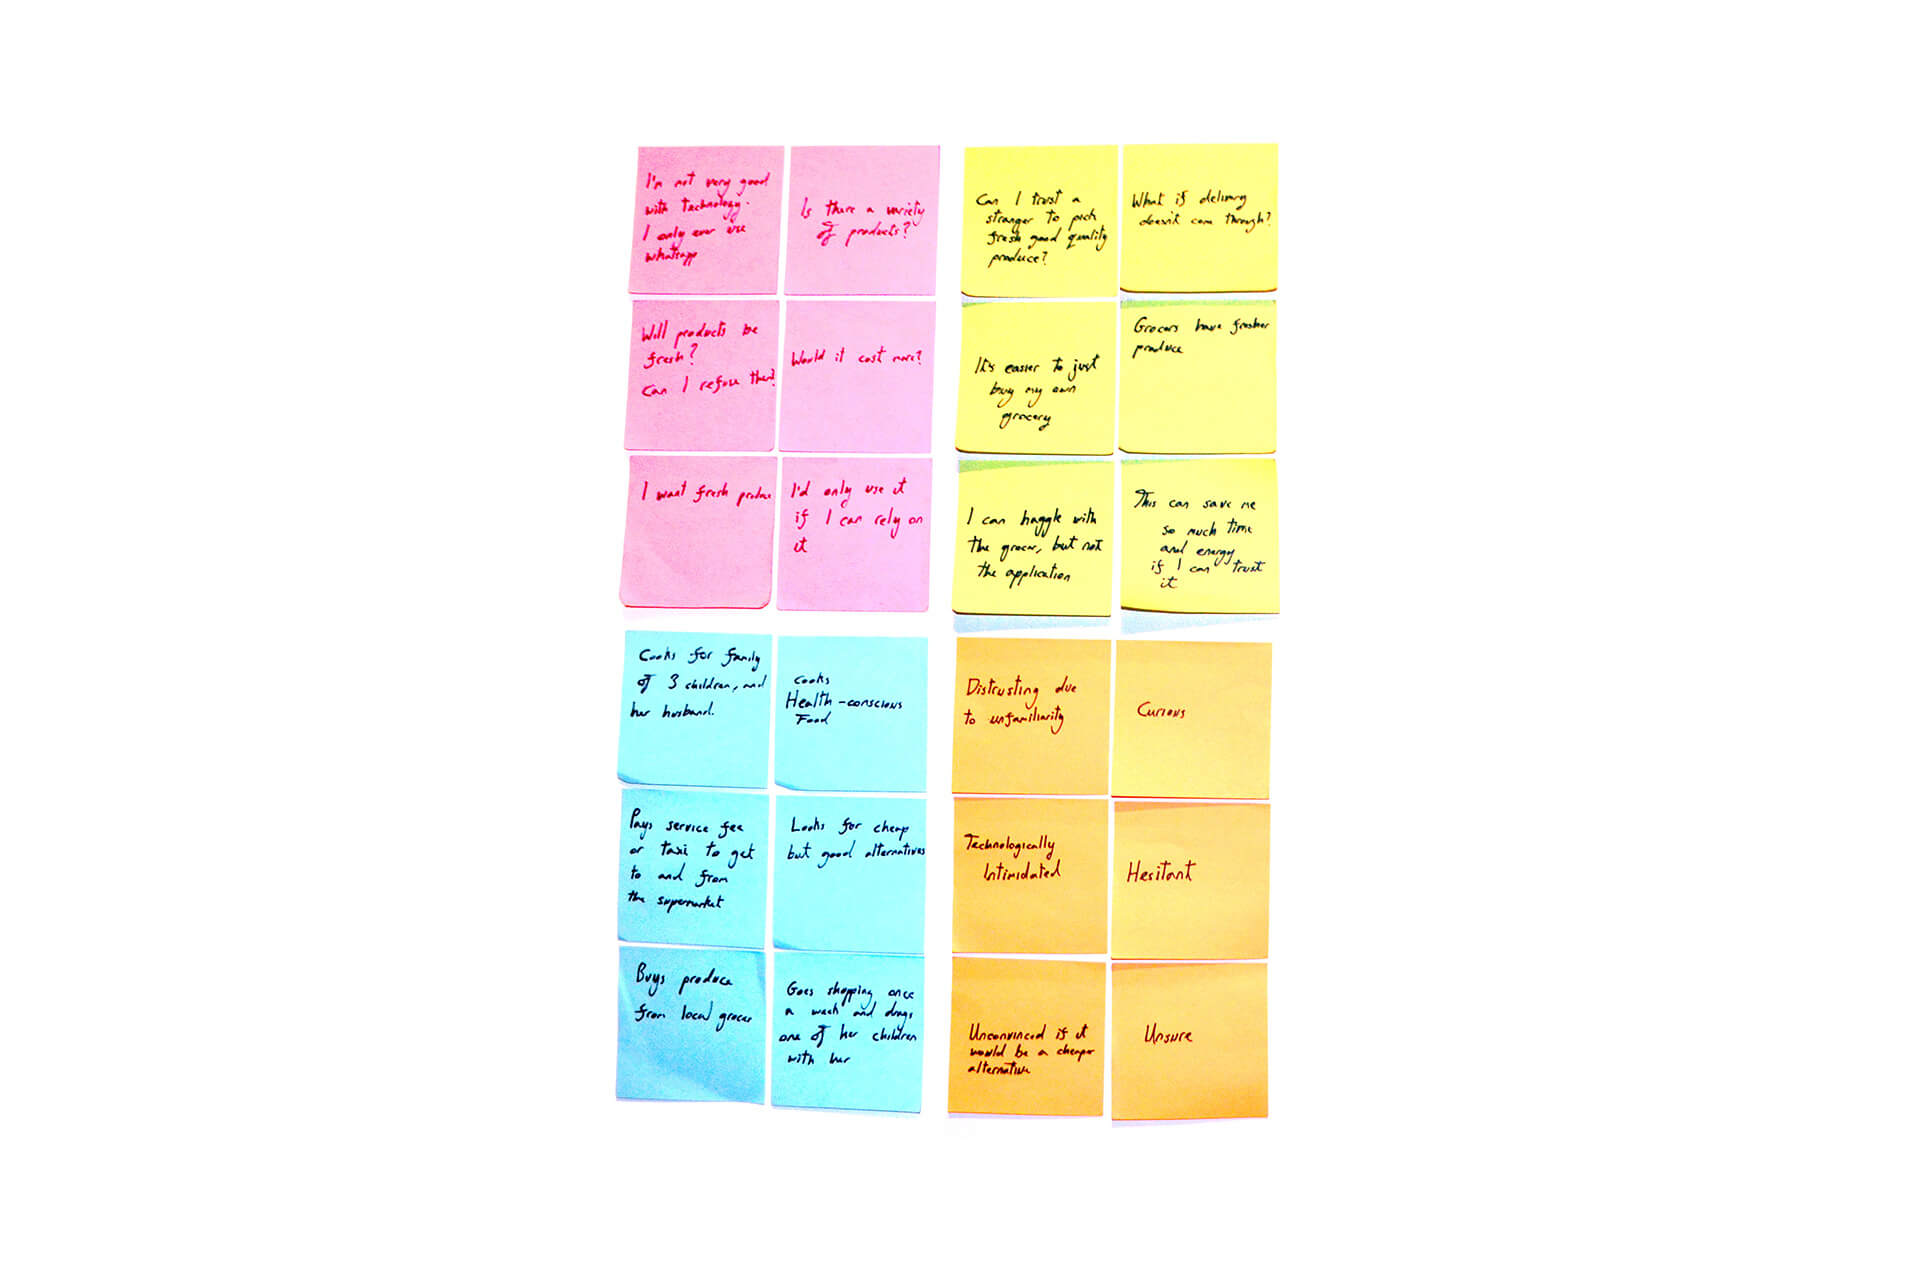 I'm not very good
with technology.
I only ever use
whatsapp
Is there a variety
of products?
Will products be
fresh?
Can I refuse them?
Would it cost more?
I want fresh produce
I'd only use it
if I can rely on
it
Can I trust a
stranger to pick
fresh good quality
produce?
What if delivery
doesn't come through?
It's easier to just
buy my own
grocery
Grocers have fresher
produce
I can haggle with
the grocer, but not
the application
This can save me
so much time
and energy
if I can trust
it
Cooks for family
of 3 children, and
her husband.
Cooks
Health-conscious
Food
Pays service fee
or taxi to get
to and from
the supermarket
Looks for cheap
but good alternatives
Buys produce
from local grocer
Goes shopping once
a week and drags
one of her children
with her
Distrusting due
to unfamiliarity
Curious
Technologically
Intimidated
Hesitant
Unconvinced if it
would be a cheaper
alternative
Unsure